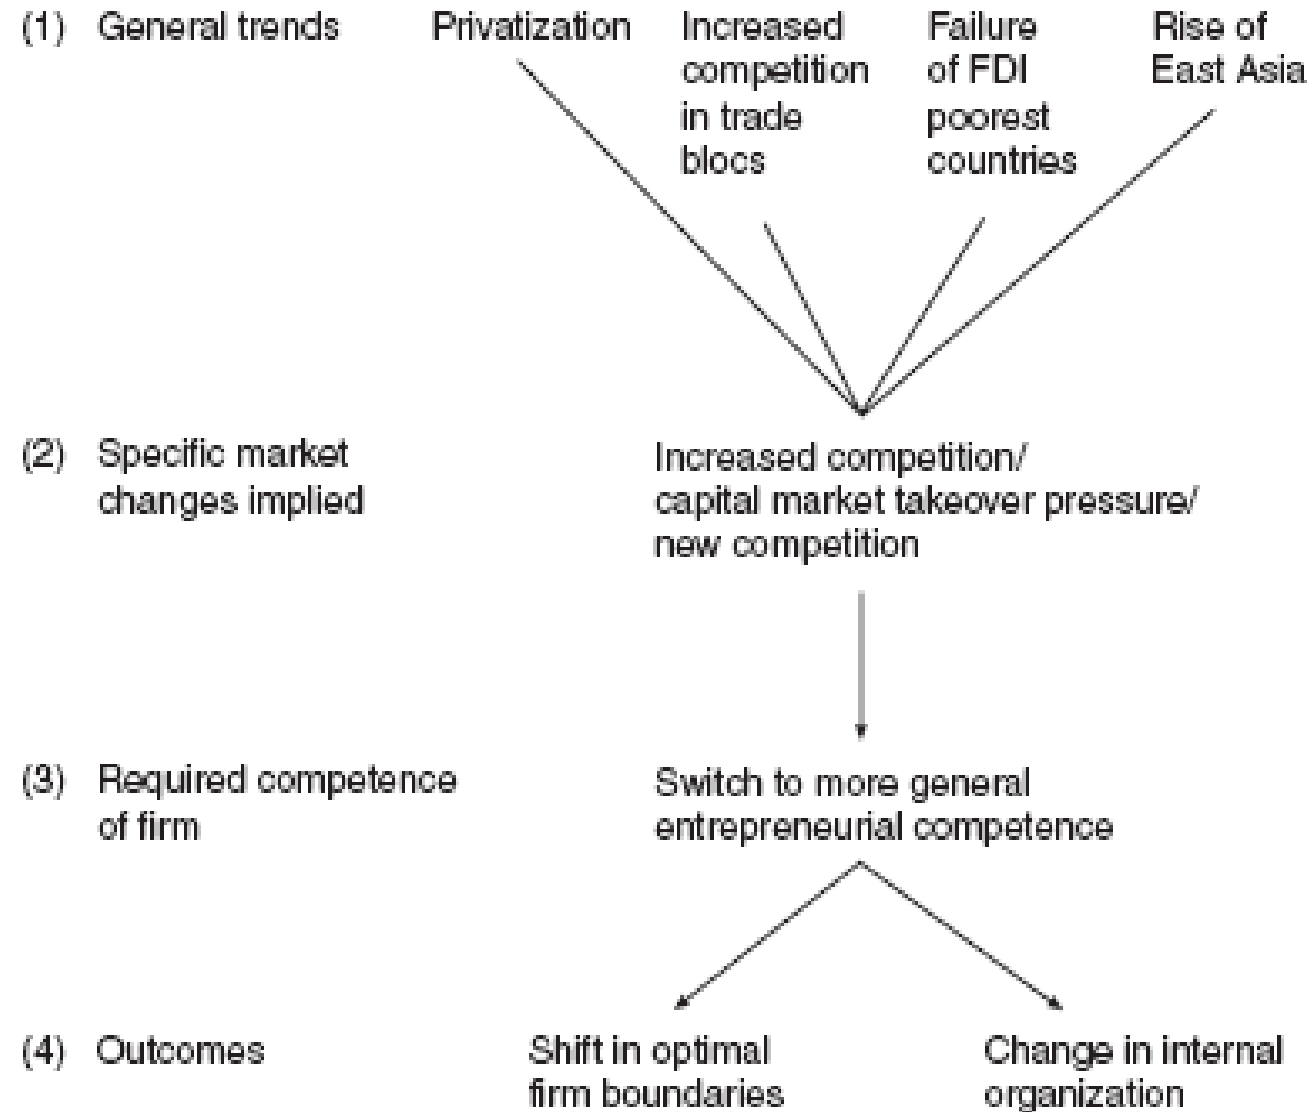 (1) General trends
Privatization
Increased
competition
in trade
blocs
Failure
of FDI
poorest
countries
Rise of
East Asia
(2) Specific market
changes implied
Increased competition/
capital market takeover pressure/
new competition
(3) Required competence
of firm
Switch to more general
entrepreneurial competence
(4) Outcomes
Shift in optimal
firm boundaries
Change in internal
organization